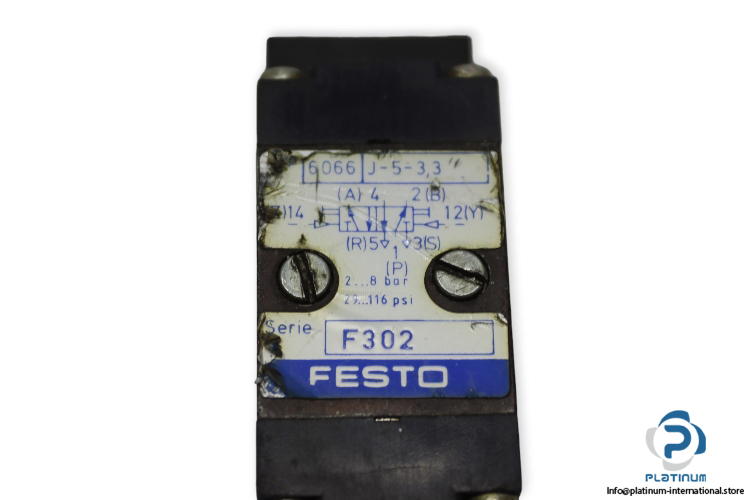 6066 J-5-3,3
(A) 4 2 (B)
14 12(Y)
(R) 5 3(S)
1
(P)
2...8 bar
29...116 psi
Serie F302
FESTO
PLATINUM
Info@platinum-international.store